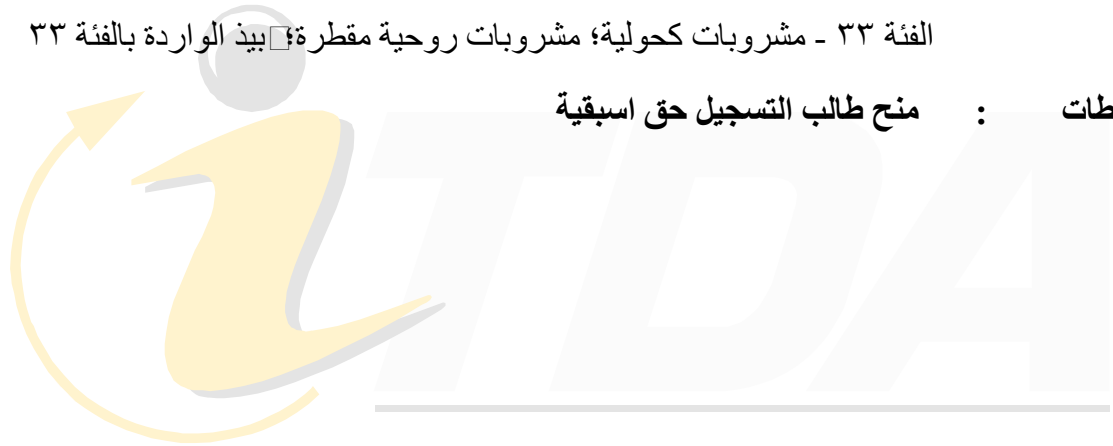 الفئة ٣٣ - مشروبات كحولية؛ مشروبات روحية مقطرة؛ بيذ الواردة بالفئة ٣٣
طات : منح طالب التسجيل حق اسبقية
iTDA